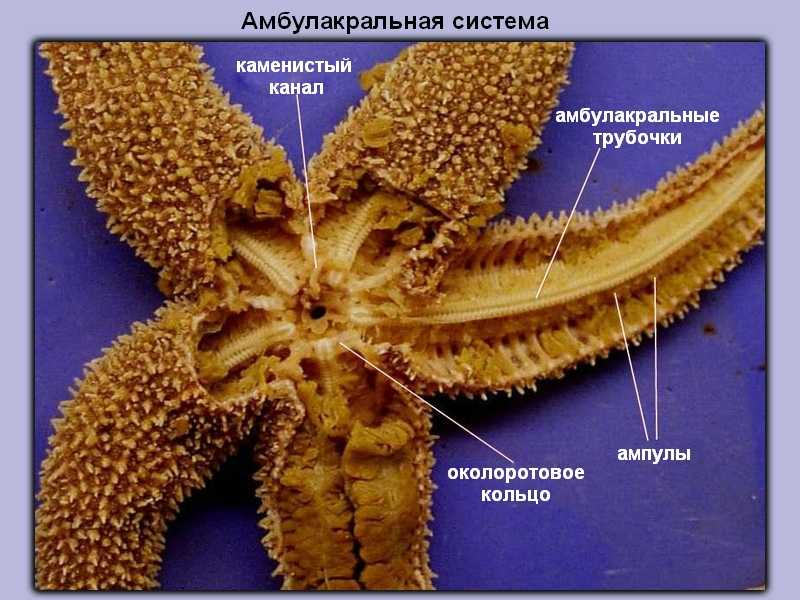 Амбулакральная система
каменистый
канал
амбулакральные
трубочки
ампулы
околоротовое
кольцо